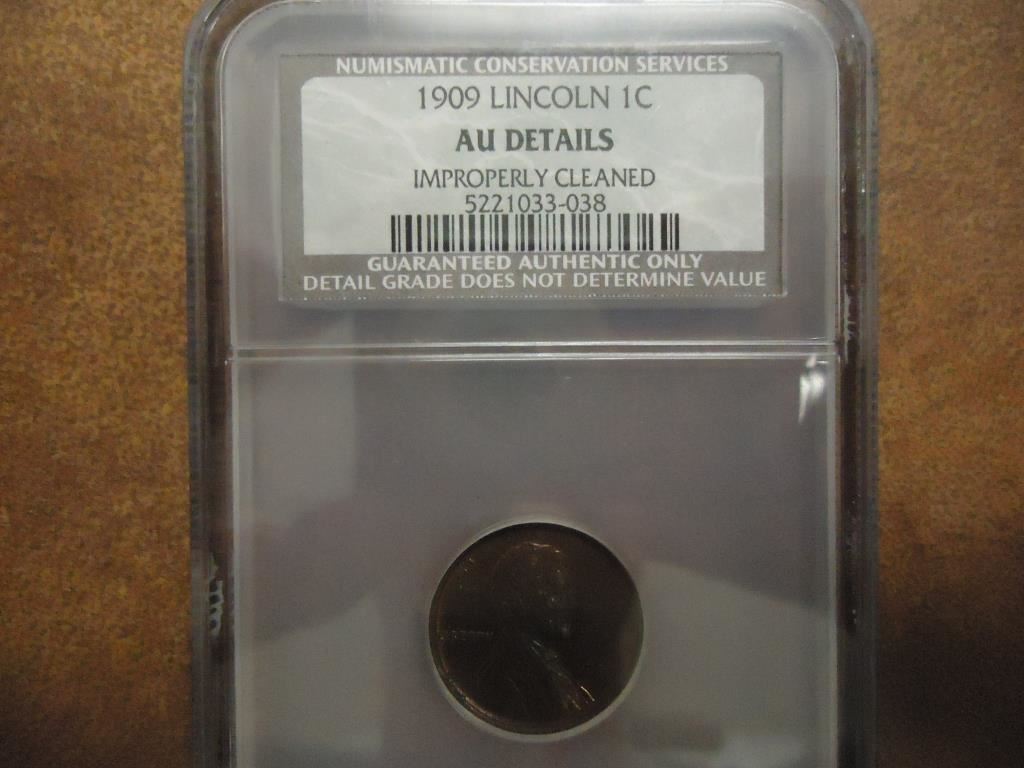 NUMISMATIC CONSERVATION SERVICES
1909 LINCOLN 1C
AU DETAILS
IMPROPERLY CLEANED
5221033-038
GUARANTEED AUTHENTIC ONLY
DETAIL GRADE DOES NOT DETERMINE VALUE
LIBERTY